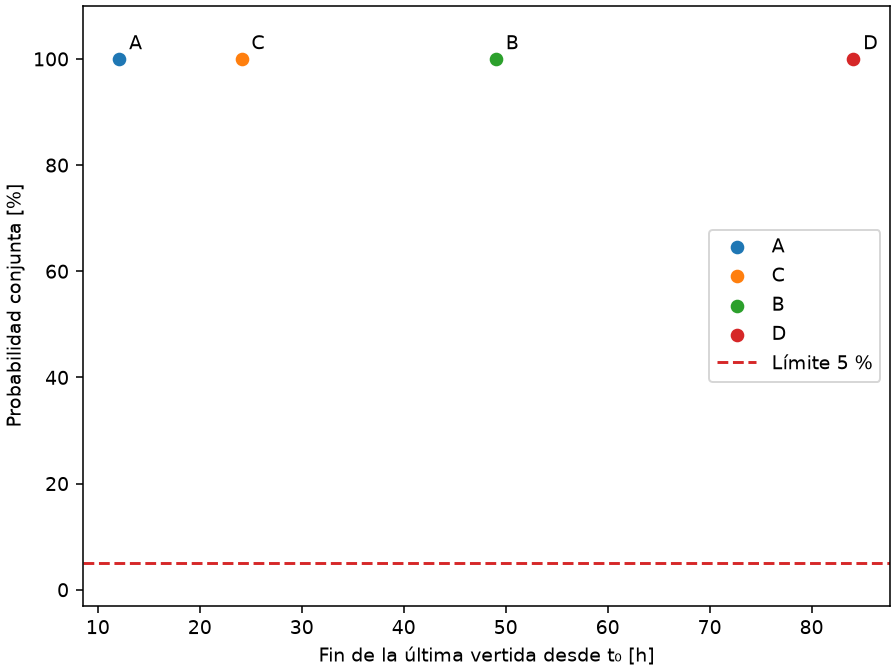 A
C
B
D
100
80
60
40
20
0
Probabilidad conjunta [%]
A
C
B
D
Límite 5 %
10
20
30
40
50
60
70
80
Fin de la última vertida desde t₀ [h]